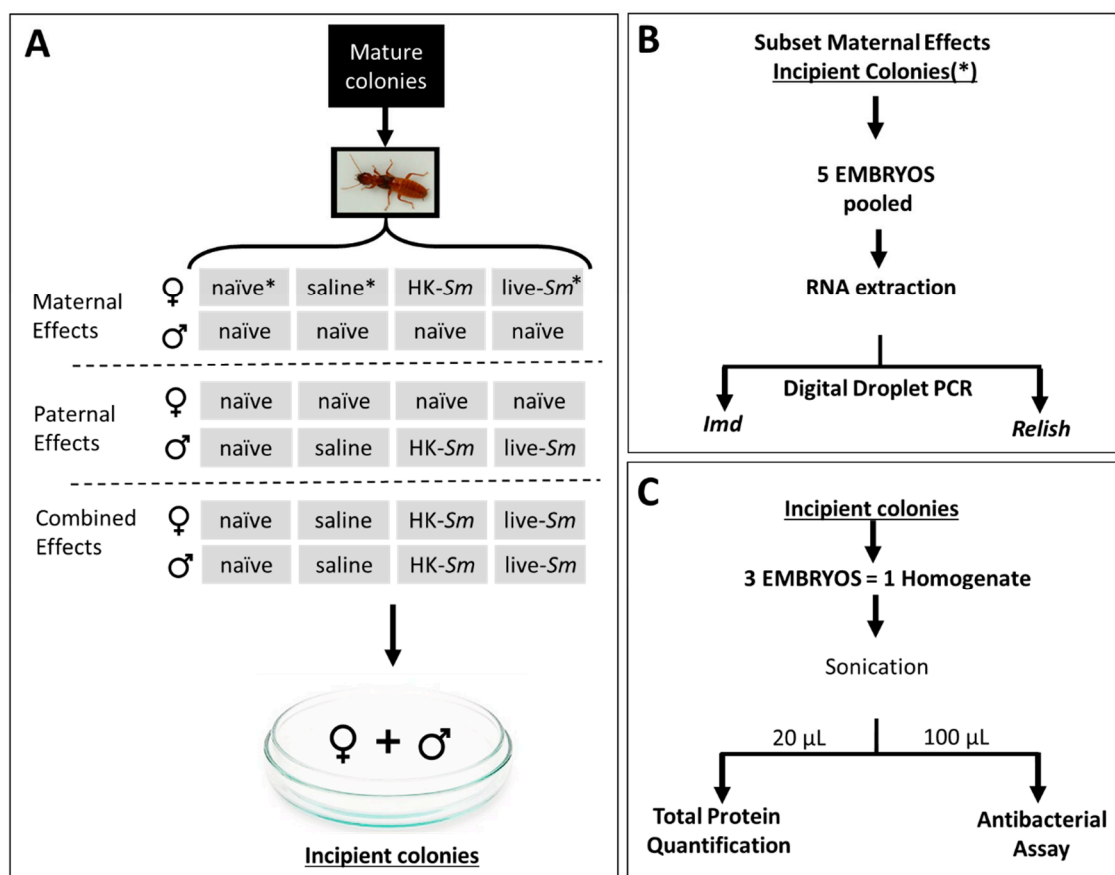 A
Mature
colonies
Maternal
Effects
♀ naïve* saline* HK-Sm live-Sm*
♂ naïve naïve naïve naïve
Paternal
Effects
♀ naïve naïve naïve naïve
♂ naïve saline HK-Sm live-Sm
Combined
Effects
♀ naïve saline HK-Sm live-Sm
♂ naïve saline HK-Sm live-Sm
♀ + ♂
Incipient colonies
B
Subset Maternal Effects
Incipient Colonies(*)
5 EMBRYOS
pooled
RNA extraction
Digital Droplet PCR
Imd
Relish
C
Incipient colonies
3 EMBRYOS = 1 Homogenate
Sonication
20 µL 100 µL
Total Protein
Quantification
Antibacterial
Assay